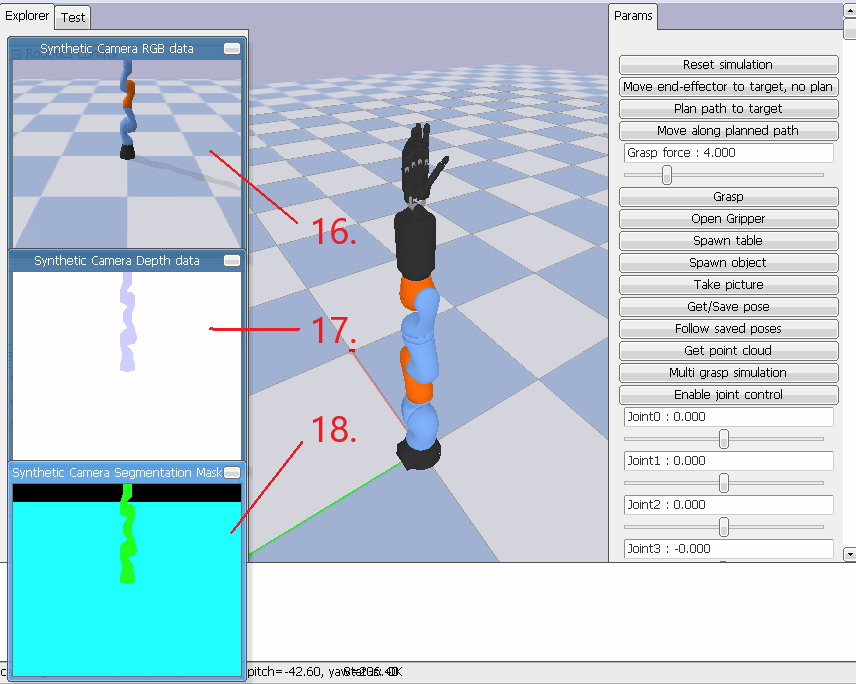 Explorer
Test
Params
Synthetic Camera RGB data
16.
Synthetic Camera Depth data
17.
Synthetic Camera Segmentation Mask
18.
Reset simulation
Move end-effector to target, no plan
Plan path to target
Move along planned path
Grasp force : 4.000
Grasp
Open Gripper
Spawn table
Spawn object
Take picture
Get/Save pose
Follow saved poses
Get point cloud
Multi grasp simulation
Enable joint control
Joint0 : 0.000
Joint1 : 0.000
Joint2 : 0.000
Joint3 : -0.000
pitch=-42.60,